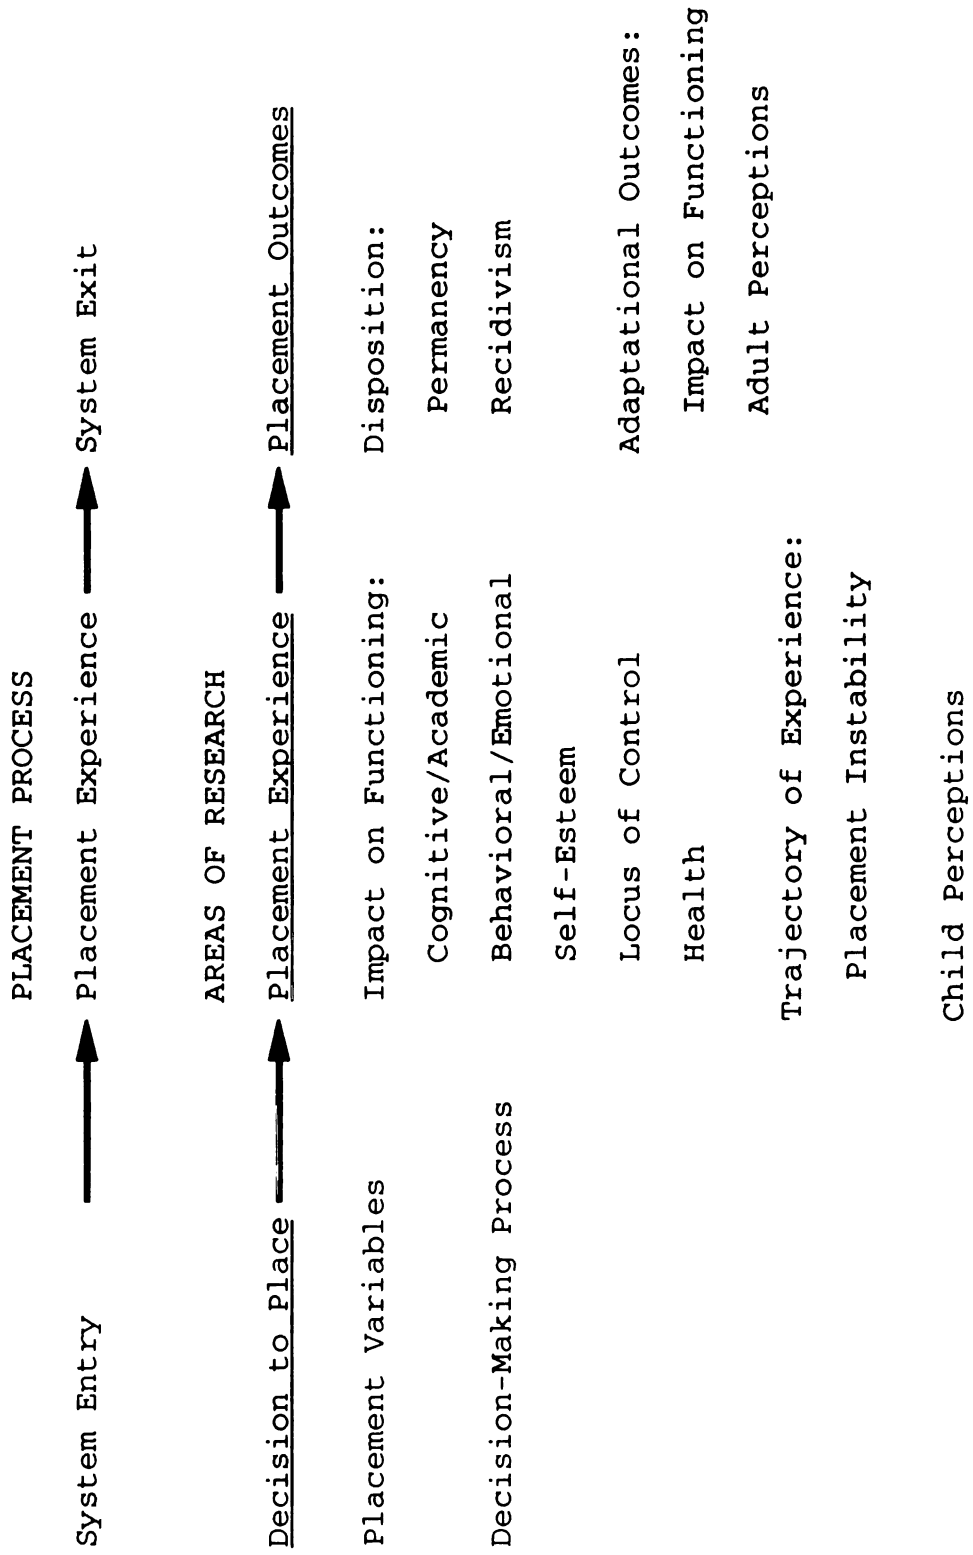 PLACEMENT PROCESS
System Entry Placement Experience System Exit
AREAS OF RESEARCH
Decision to Place Placement Experience Placement Outcomes
Placement Variables Impact on Functioning: Disposition:
Cognitive/Academic Permanency
Decision-Making Process Behavioral/Emotional Recidivism
Self-Esteem
Locus of Control Adaptational Outcomes:
Health Impact on Functioning
Adult Perceptions
Trajectory of Experience:
Placement Instability
Child Perceptions